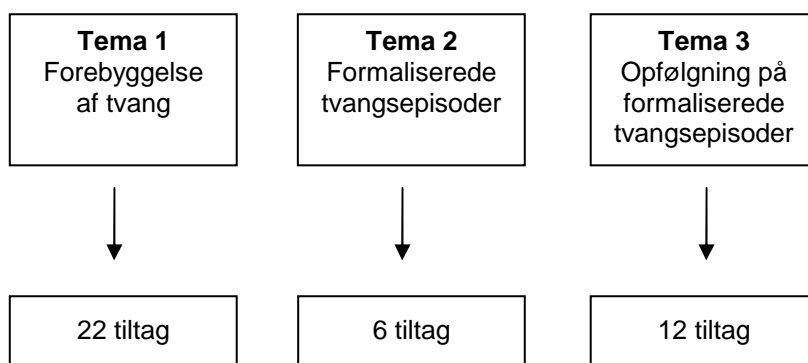 Tema 1
Forebyggelse
af tvang
Tema 2
Formaliserede
tvangsepisoder
Tema 3
Opfølgning på
formaliserede
tvangsepisoder
22 tiltag
6 tiltag
12 tiltag